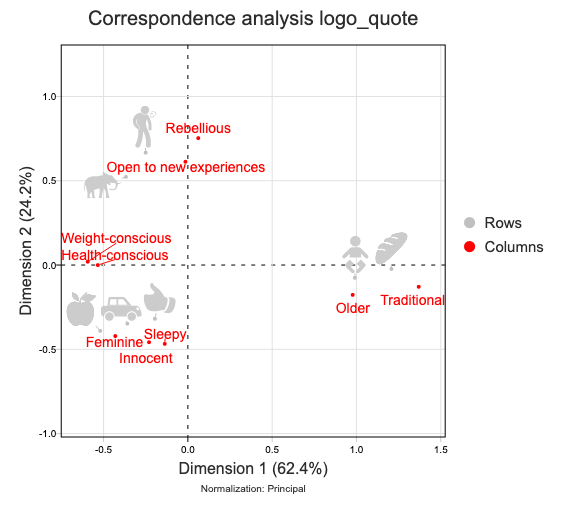 Correspondence analysis logo_quote
1.0
Rebellious
Open to new experiences
0.5
Weight-conscious
Health-conscious
0.0
Older
Traditional
Feminine
Sleepy
Innocent
-0.5
-1.0
-0.5
0.0
0.5
1.0
1.5
Dimension 2 (24.2%)
Dimension 1 (62.4%)
Normalization: Principal
Rows
Columns